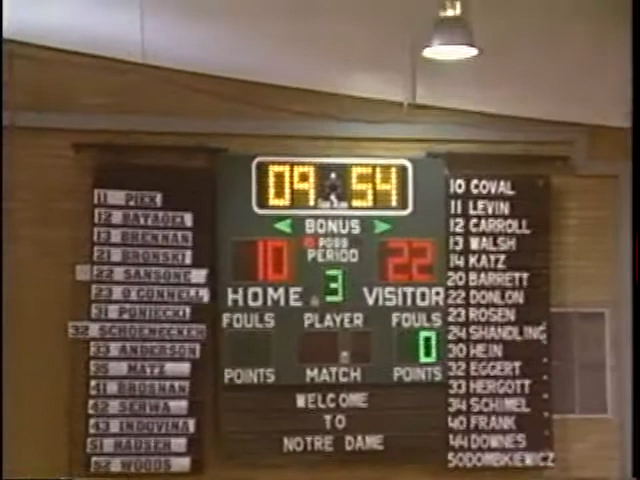 09:54
BONUS
10 POSS 22
PERIOD
HOME 3 VISITOR
FOULS PLAYER FOULS
0
POINTS MATCH POINTS
WELCOME
TO
NOTRE DAME
11 PIEK
12 BATAGEL
13 BRENNAN
21 BRONSKI
22 SANSONE
23 O'CONNELL
31 PONIECKI
32 SCHOENECKER
33 ANDERSON
35 MATZ
41 BROSNAN
42 SERWA
43 INDOVINA
51 HAUSER
52 WOODS
10 COVAL
11 LEVIN
12 CARROLL
13 WALSH
14 KATZ
20 BARRETT
22 DONLON
23 ROSEN
24 SHANDLING
30 HEIN
32 EGGERT
33 HERGOTT
34 SCHIMEL
40 FRANK
44 DOWNES
50 DOMBKIEWICZ